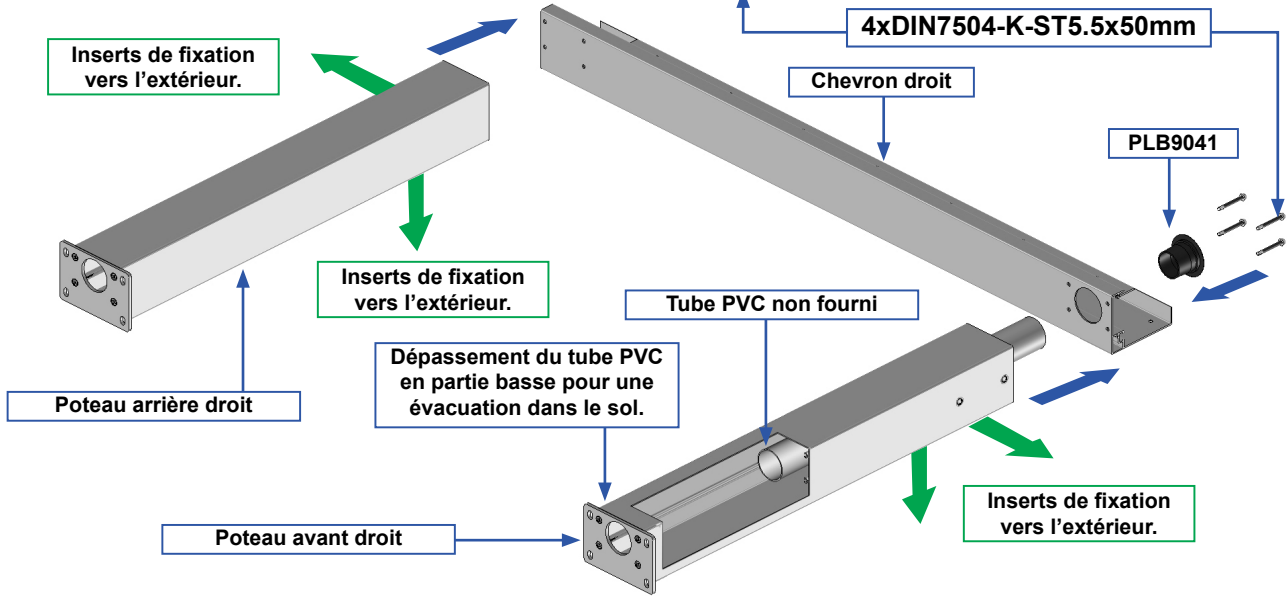 4xDIN7504-K-ST5.5x50mm
Inserts de fixation
vers l’extérieur.
Chevron droit
PLB9041
Inserts de fixation
vers l’extérieur.
Tube PVC non fourni
Dépassement du tube PVC
en partie basse pour une
évacuation dans le sol.
Poteau arrière droit
Inserts de fixation
vers l’extérieur.
Poteau avant droit